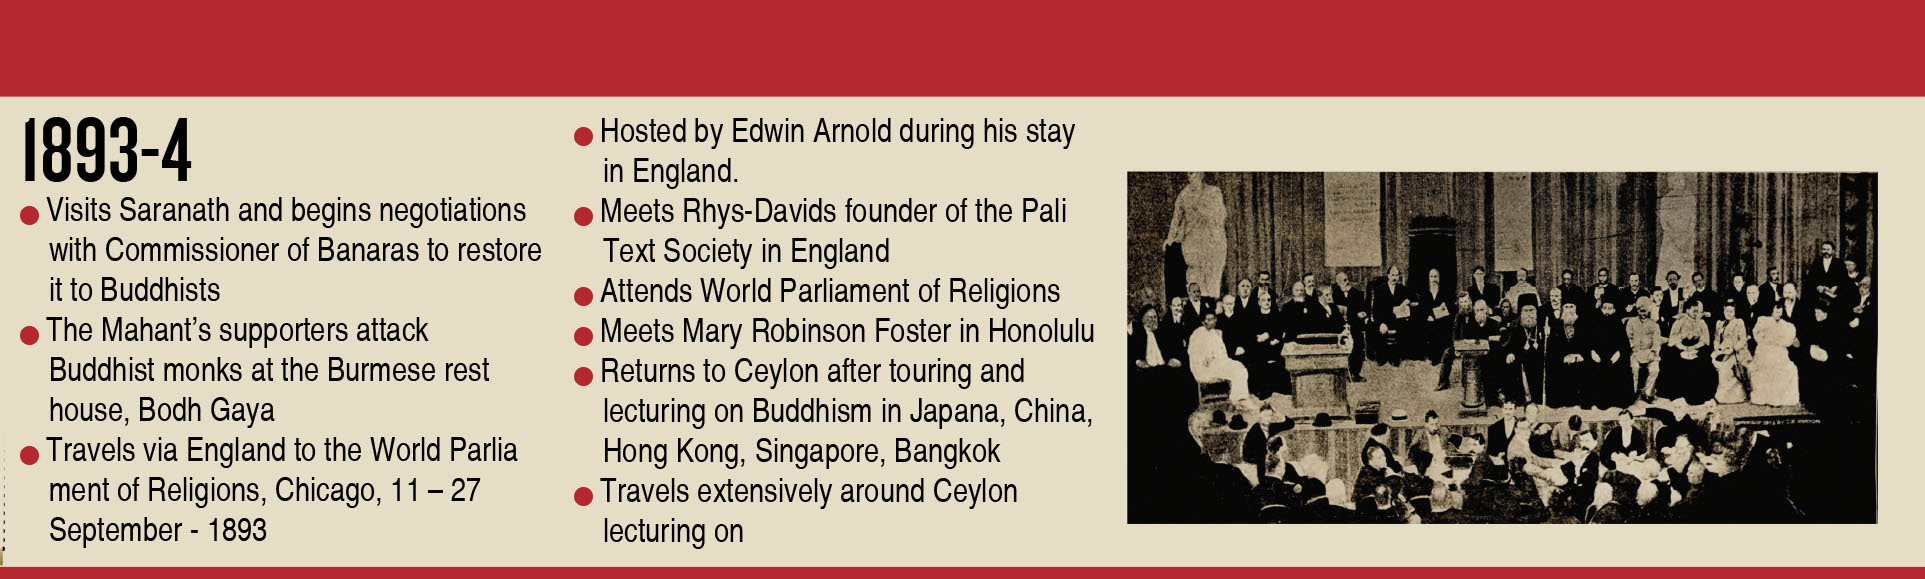 1893-4
Visits Saranath and begins negotiations
with Commissioner of Banaras to restore
it to Buddhists
The Mahant's supporters attack
Buddhist monks at the Burmese rest
house, Bodh Gaya
Travels via England to the World Parlia
ment of Religions, Chicago, 11 – 27
September - 1893
Hosted by Edwin Arnold during his stay
in England.
Meets Rhys-Davids founder of the Pali
Text Society in England
Attends World Parliament of Religions
Meets Mary Robinson Foster in Honolulu
Returns to Ceylon after touring and
lecturing on Buddhism in Japana, China,
Hong Kong, Singapore, Bangkok
Travels extensively around Ceylon
lecturing on